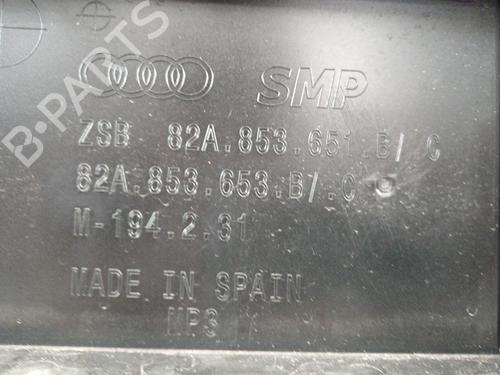 SMP
ZSB 82A.853.651.B/.C
82A.853.653.B/.C
M-194.2.31
MADE IN SPAIN
MP3
B-PARTS